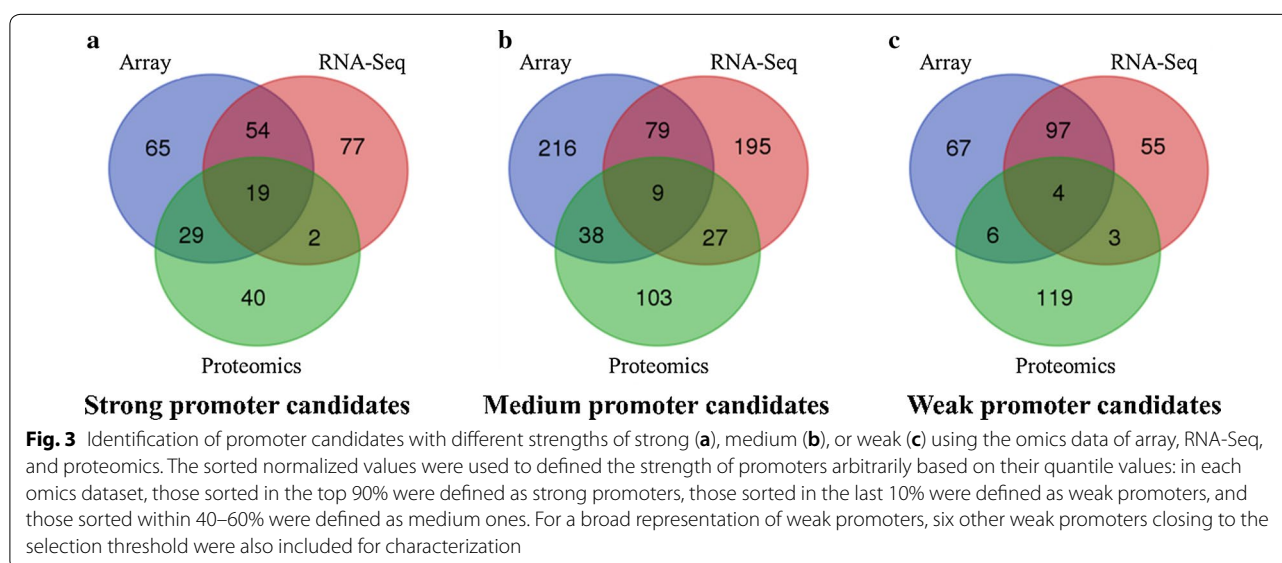 a
Array
RNA-Seq
65
54
77
19
29
2
40
Proteomics
Strong promoter candidates
b
Array
RNA-Seq
216
79
195
9
38
27
103
Proteomics
Medium promoter candidates
c
Array
RNA-Seq
67
97
55
4
6
3
119
Proteomics
Weak promoter candidates
Fig. 3 Identification of promoter candidates with different strengths of strong (a), medium (b), or weak (c) using the omics data of array, RNA-Seq,
and proteomics. The sorted normalized values were used to defined the strength of promoters arbitrarily based on their quantile values: in each
omics dataset, those sorted in the top 90% were defined as strong promoters, those sorted in the last 10% were defined as weak promoters, and
those sorted within 40–60% were defined as medium ones. For a broad representation of weak promoters, six other weak promoters closing to the
selection threshold were also included for characterization